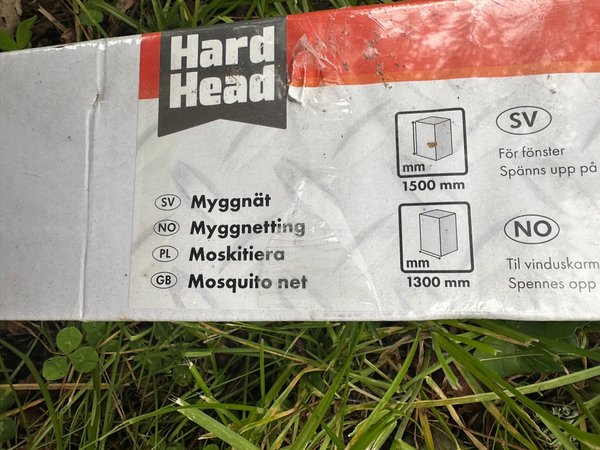 Hard
Head
SV Myggnät
NO Myggnetting
PL Moskitiera
GB Mosquito net
mm
1500 mm
mm
1300 mm
SV
För fönster
Spänns upp på
NO
Til vinduskarm
Spennes opp